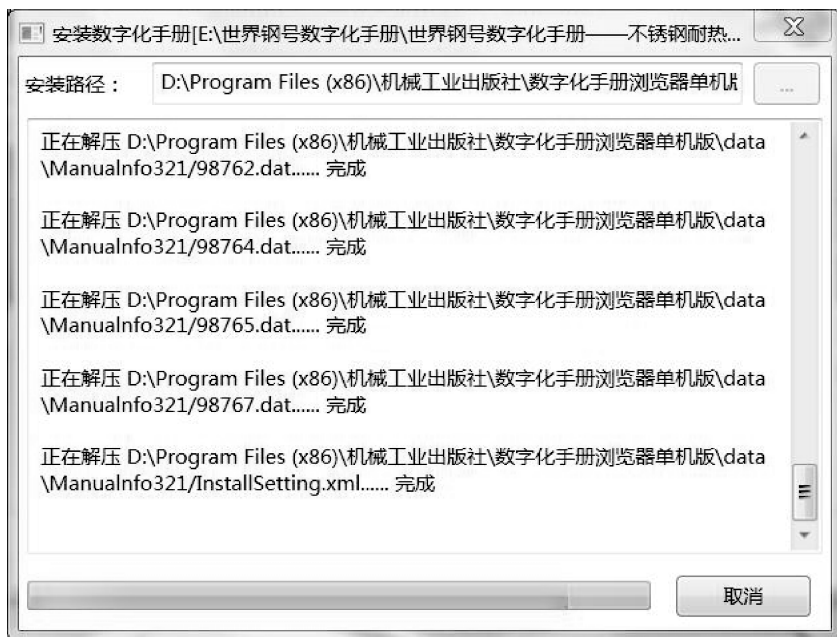 安装数字化手册[E:\世界钢号数字化手册\世界钢号数字化手册——不锈钢耐热...
安装路径：
D:\Program Files (x86)\机械工业出版社\数字化手册浏览器单机版
...
正在解压 D:\Program Files (x86)\机械工业出版社\数字化手册浏览器单机版\data
\ManuaInfo321/98762.dat...... 完成
正在解压 D:\Program Files (x86)\机械工业出版社\数字化手册浏览器单机版\data
\ManuaInfo321/98764.dat...... 完成
正在解压 D:\Program Files (x86)\机械工业出版社\数字化手册浏览器单机版\data
\ManuaInfo321/98765.dat...... 完成
正在解压 D:\Program Files (x86)\机械工业出版社\数字化手册浏览器单机版\data
\ManuaInfo321/98767.dat...... 完成
正在解压 D:\Program Files (x86)\机械工业出版社\数字化手册浏览器单机版\data
\ManuaInfo321/InstallSetting.xml...... 完成
取消